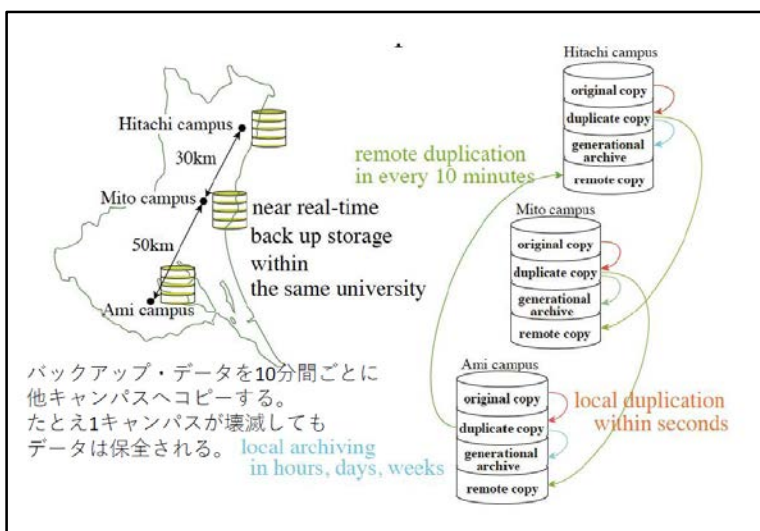 Hitachi campus
30km
Mito campus
50km
Ami campus
near real-time
back up storage
within
the same university
バックアップ・データを10分間ごとに
他キャンパスへコピーする。
たとえ1キャンパスが壊滅しても
データは保全される。
local archiving
in hours, days, weeks
remote duplication
in every 10 minutes
Hitachi campus
original copy
duplicate copy
generational
archive
remote copy
Mito campus
original copy
duplicate copy
generational
archive
remote copy
Ami campus
original copy
duplicate copy
generational
archive
remote copy
local duplication
within seconds